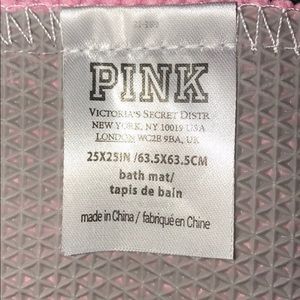 PINK
VICTORIA'S SECRET DISTR.
NEW YORK, NY 10019 USA
LONDON WC2E 9BA, UK
25X25IN /63.5X63.5CM
bath mat/
tapis de bain
made in China / fabriqué en Chine